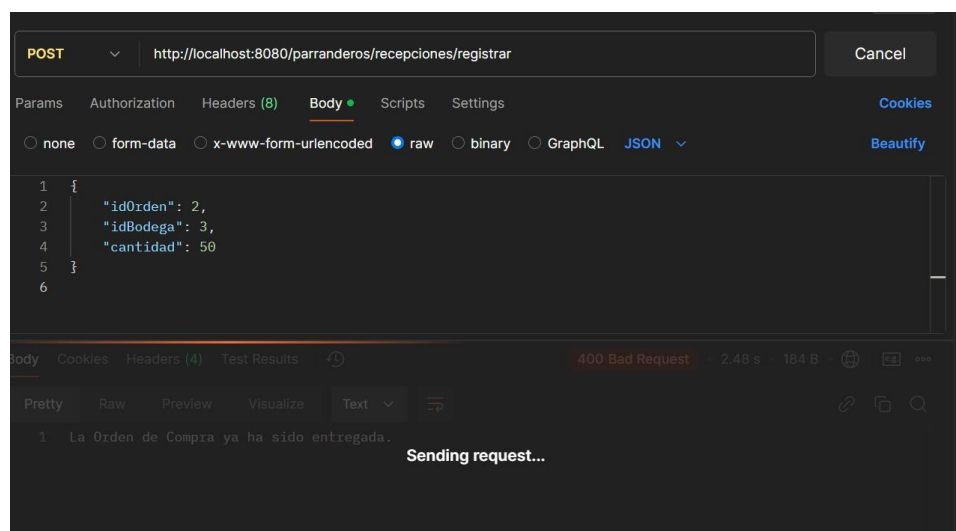 POST http://localhost:8080/parranderos/recepciones/registrar Cancel
Params Authorization Headers (8) Body Scripts Settings Cookies
none form-data x-www-form-urlencoded raw binary GraphQL JSON Beautify
1 {
2 "idOrden": 2,
3 "idBodega": 3,
4 "cantidad": 50
5 }
6
Body Cookies Headers (4) Test Results 400 Bad Request 2.48 s 184 B
Pretty Raw Preview Visualize Text
1 La Orden de Compra ya ha sido entregada.
Sending request...